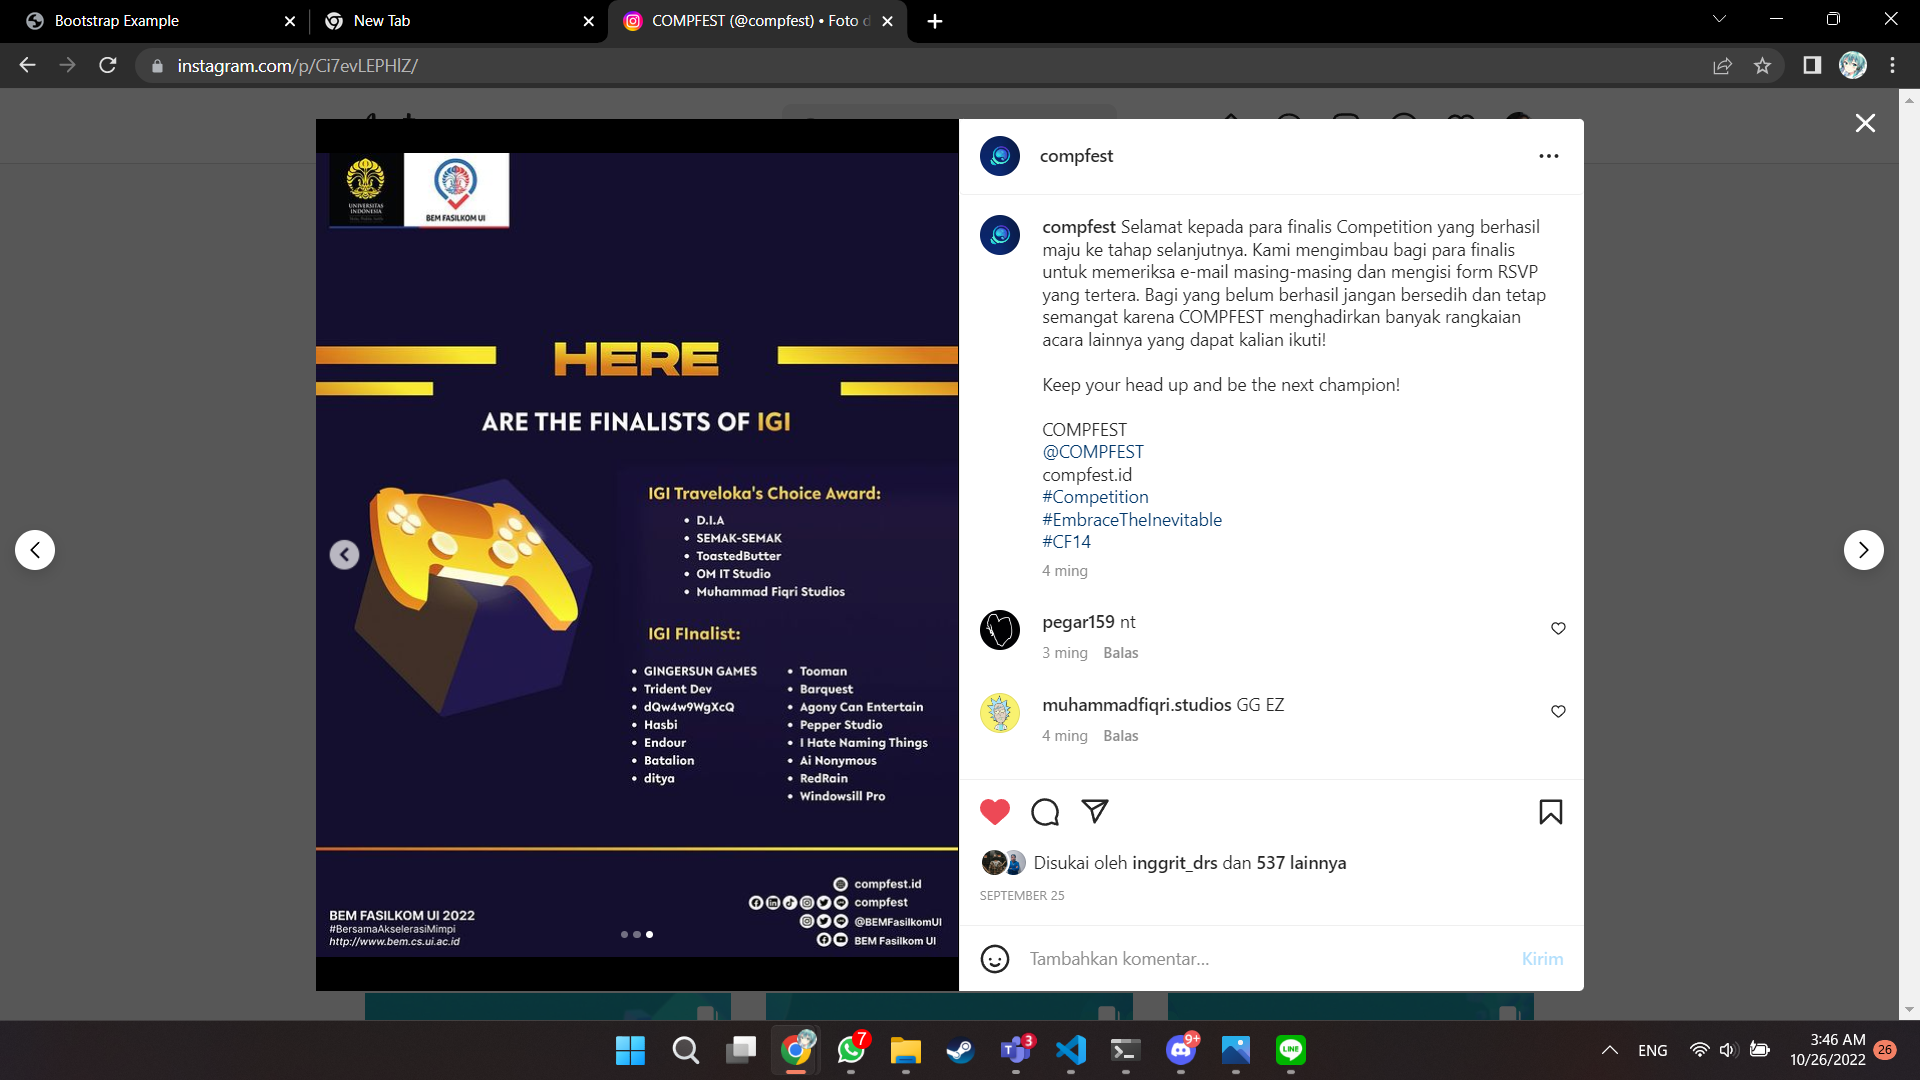 Bootstrap Example
New Tab
COMPFEST (@compfest) • Foto d
instagram.com/p/Ci7evLEPHlZ/
UNIVERSITAS
INDONESIA
BEM FASILKOM UI
HERE
ARE THE FINALISTS OF IGI
IGI Traveloka's Choice Award:
• D.I.A
• SEMAK-SEMAK
• ToastedButter
• OM IT Studio
• Muhammad Fiqri Studios
IGI FInalist:
• GINGERSUN GAMES
• Trident Dev
• dQw4w9WgXcQ
• Hasbi
• Endour
• Batalion
• ditya
• Tooman
• Barquest
• Agony Can Entertain
• Pepper Studio
• I Hate Naming Things
• Ai Nonymous
• RedRain
• Windowsill Pro
BEM FASILKOM UI 2022
#BersamaAkselerasiMimpi
http://www.bem.cs.ui.ac.id
compfest.id
compfest
@BEMFasilkomUI
BEM Fasilkom UI
compfest
compfest Selamat kepada para finalis Competition yang berhasil
maju ke tahap selanjutnya. Kami mengimbau bagi para finalis
untuk memeriksa e-mail masing-masing dan mengisi form RSVP
yang tertera. Bagi yang belum berhasil jangan bersedih dan tetap
semangat karena COMPFEST menghadirkan banyak rangkaian
acara lainnya yang dapat kalian ikuti!
Keep your head up and be the next champion!
COMPFEST
@COMPFEST
compfest.id
#Competition
#EmbraceTheInevitable
#CF14
4 ming
pegar159 nt
3 ming Balas
muhammadfiqri.studios GG EZ
4 ming Balas
Disukai oleh inggrit_drs dan 537 lainnya
SEPTEMBER 25
Tambahkan komentar...
Kirim
7
3
9+
LINE
ENG
3:46 AM
10/26/2022
26